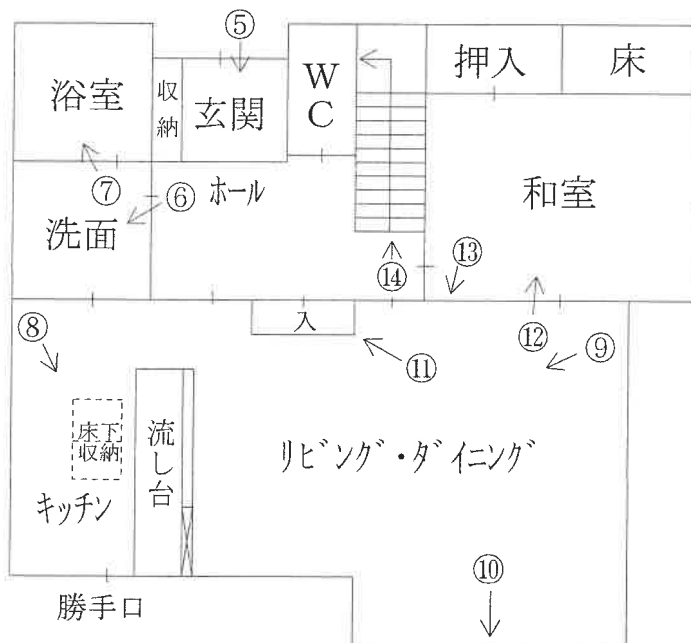 ⑤
浴室
収納
玄関
WC
押入
床
⑦
⑥
ホール
洗面
和室
⑬
⑭
⑧
入
⑪
⑫
⑨
床下
収納
流し台
リビング・ダイニング
キッチン
⑩
勝手口